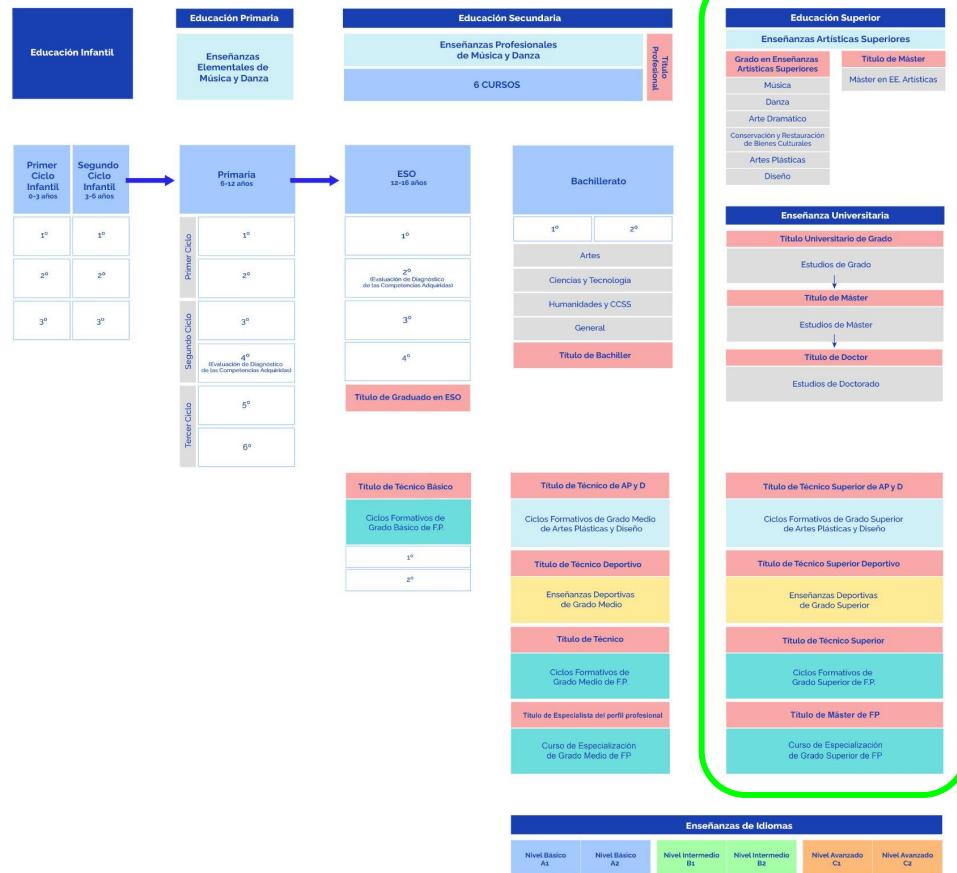 Educación Infantil
Educación Primaria
Enseñanzas
Elementales de
Música y Danza
Educación Secundaria
Enseñanzas Profesionales
de Música y Danza
6 CURSOS
Título
Profesional
Educación Superior
Enseñanzas Artísticas Superiores
Grado en Enseñanzas
Artísticas Superiores
Música
Danza
Arte Dramático
Conservación y Restauración
de Bienes Culturales
Artes Plásticas
Diseño
Título de Máster
Máster en EE. Artísticas
Primer
Ciclo
Infantil
0-3 años
1º
2º
3º
Segundo
Ciclo
Infantil
3-6 años
1º
2º
3º
Primaria
6-12 años
Primer Ciclo
1º
2º
Segundo Ciclo
3º
4º
(Evaluación de Diagnóstico
de las Competencias Adquiridas)
Tercer Ciclo
5º
6º
ESO
12-16 años
1º
2º
(Evaluación de Diagnóstico
de las Competencias Adquiridas)
3º
4º
Título de Graduado en ESO
Bachillerato
1º 2º
Artes
Ciencias y Tecnología
Humanidades y CCSS
General
Título de Bachiller
Enseñanza Universitaria
Título Universitario de Grado
Estudios de Grado
Título de Máster
Estudios de Máster
Título de Doctor
Estudios de Doctorado
Título de Técnico Básico
Ciclos Formativos de
Grado Básico de F.P.
1º
2º
Título de Técnico de AP y D
Ciclos Formativos de Grado Medio
de Artes Plásticas y Diseño
Título de Técnico Deportivo
Enseñanzas Deportivas
de Grado Medio
Título de Técnico
Ciclos Formativos de
Grado Medio de F.P.
Título de Especialista del perfil profesional
Curso de Especialización
de Grado Medio de FP
Título de Técnico Superior de AP y D
Ciclos Formativos de Grado Superior
de Artes Plásticas y Diseño
Título de Técnico Superior Deportivo
Enseñanzas Deportivas
de Grado Superior
Título de Técnico Superior
Ciclos Formativos de
Grado Superior de F.P.
Título de Máster de FP
Curso de Especialización
de Grado Superior de FP
Enseñanzas de Idiomas
Nivel Básico
A1
Nivel Básico
A2
Nivel Intermedio
B1
Nivel Intermedio
B2
Nivel Avanzado
C1
Nivel Avanzado
C2